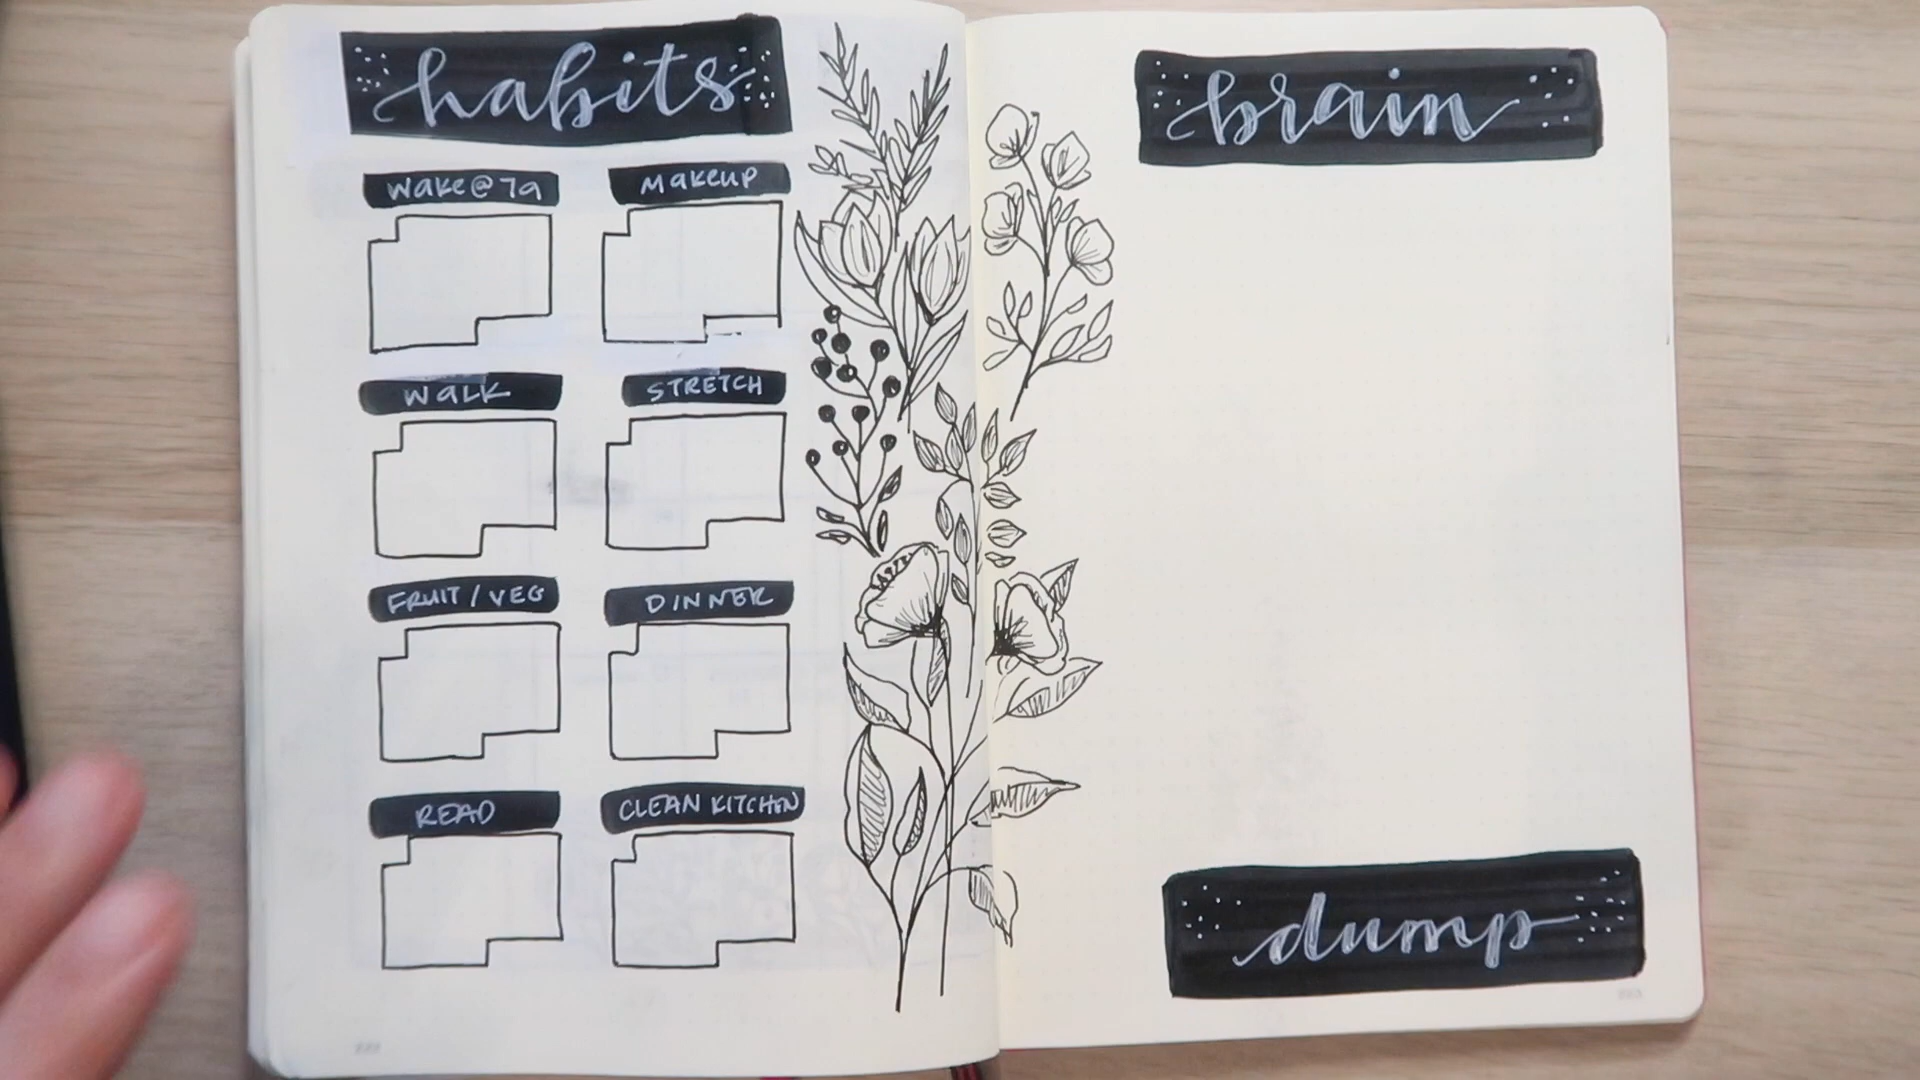 habits
wake@7a
makeup
walk
STRETCH
FRUIT/VEG
DINNER
READ
CLEAN KITCHEN
brain
dump